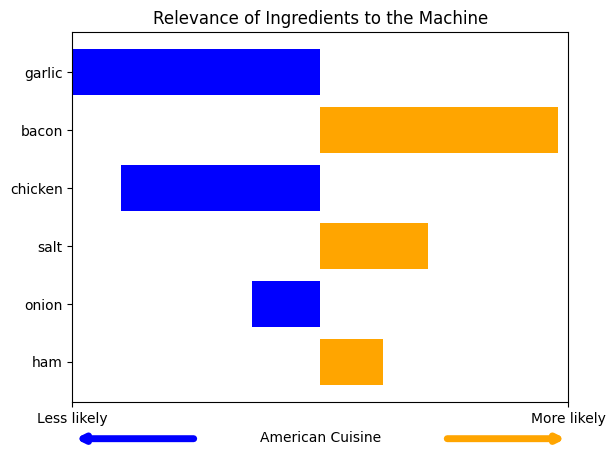 Relevance of Ingredients to the Machine
garlic
bacon
chicken
salt
onion
ham
Less likely
More likely
American Cuisine